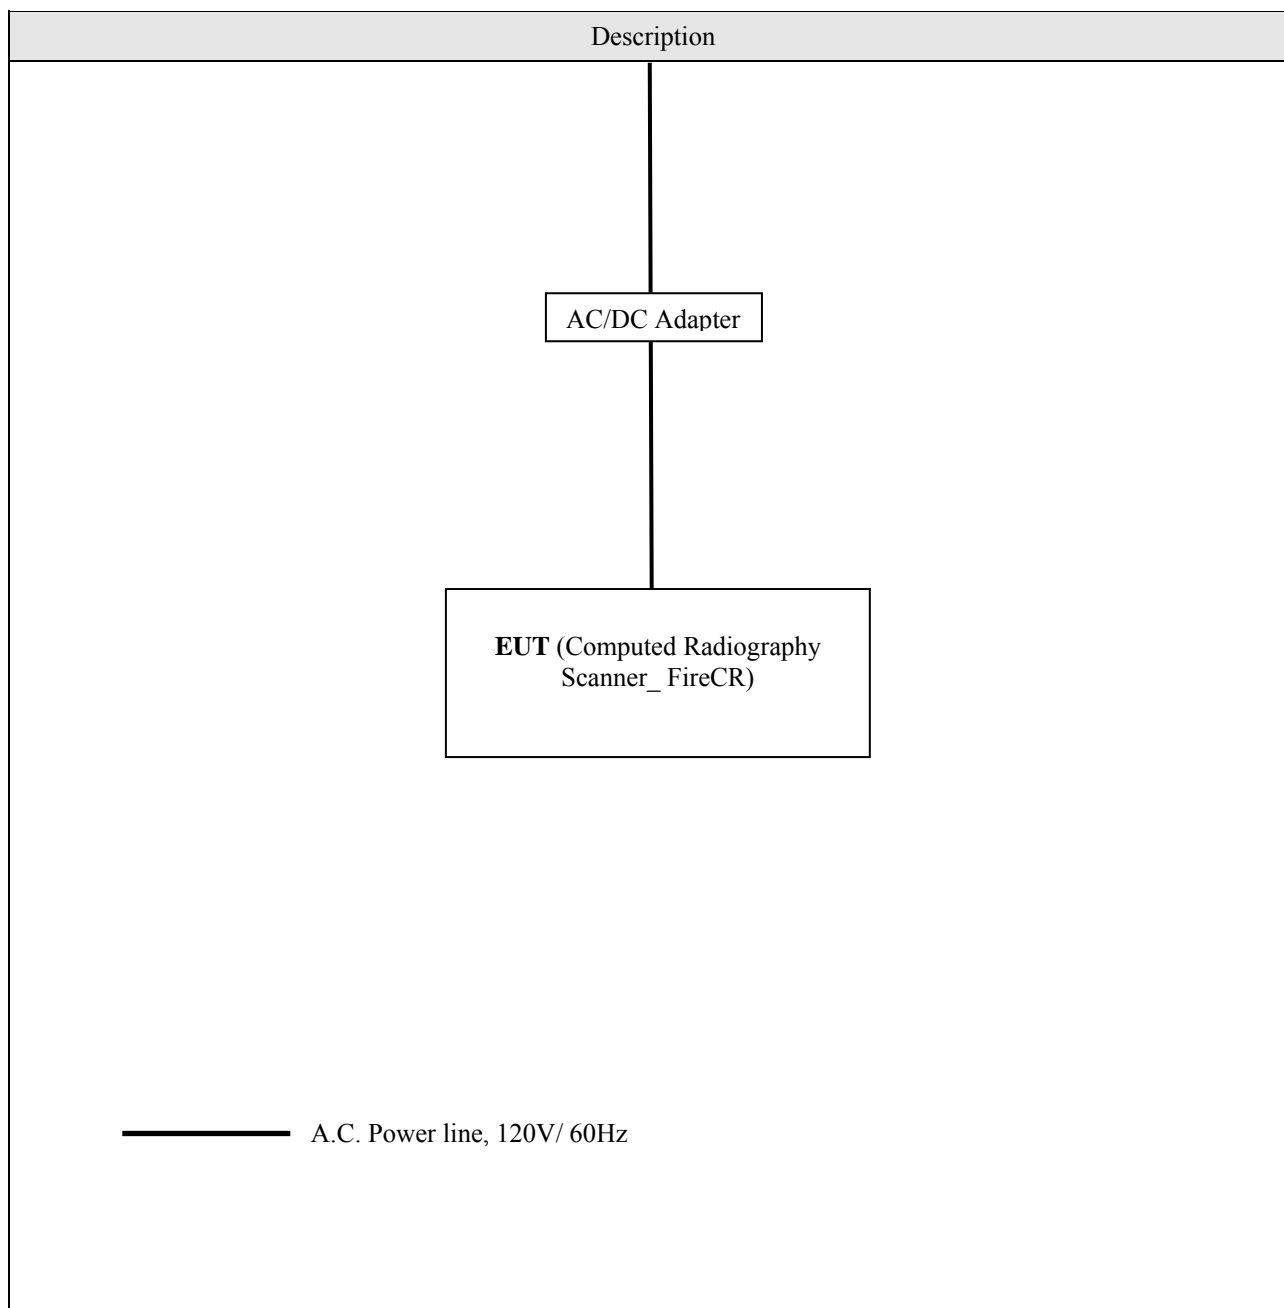 Description
AC/DC Adapter
EUT (Computed Radiography
Scanner_ FireCR)
A.C. Power line, 120V/ 60Hz